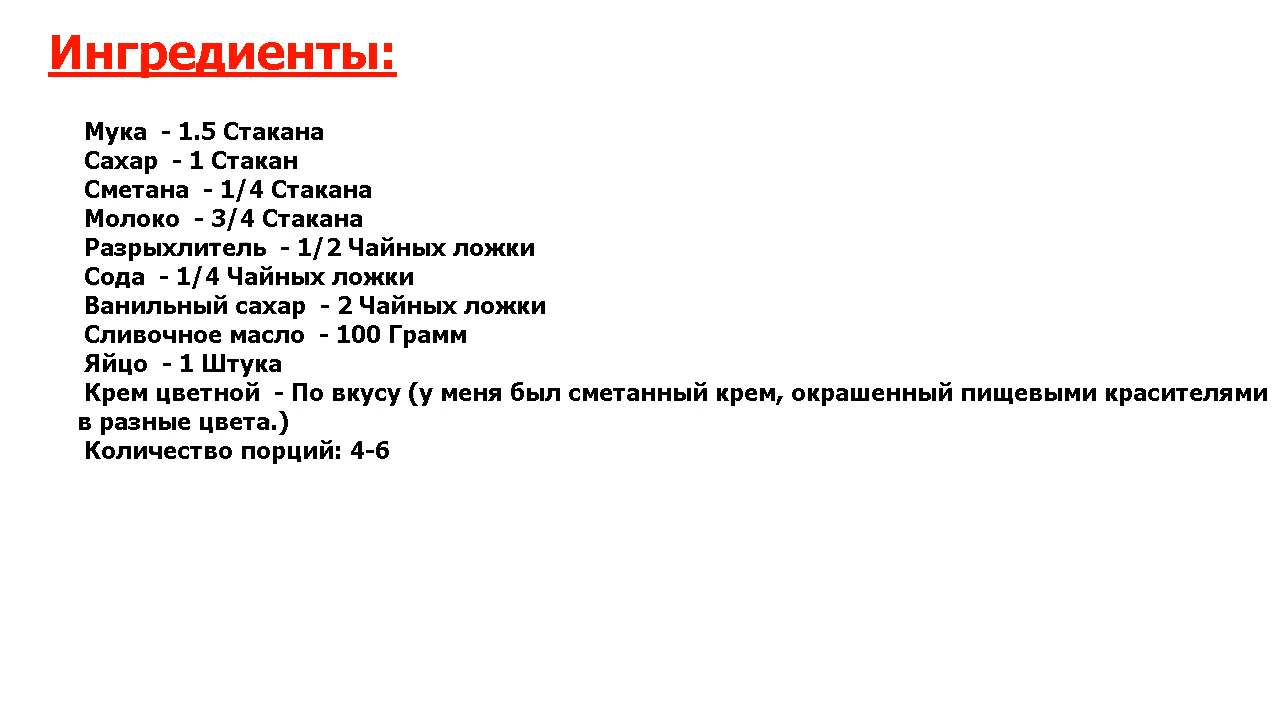 Ингредиенты:
Мука - 1.5 Стакана
Сахар - 1 Стакан
Сметана - 1/4 Стакана
Молоко - 3/4 Стакана
Разрыхлитель - 1/2 Чайных ложки
Сода - 1/4 Чайных ложки
Ванильный сахар - 2 Чайных ложки
Сливочное масло - 100 Грамм
Яйцо - 1 Штука
Крем цветной - По вкусу (у меня был сметанный крем, окрашенный пищевыми красителями
в разные цвета.)
Количество порций: 4-6